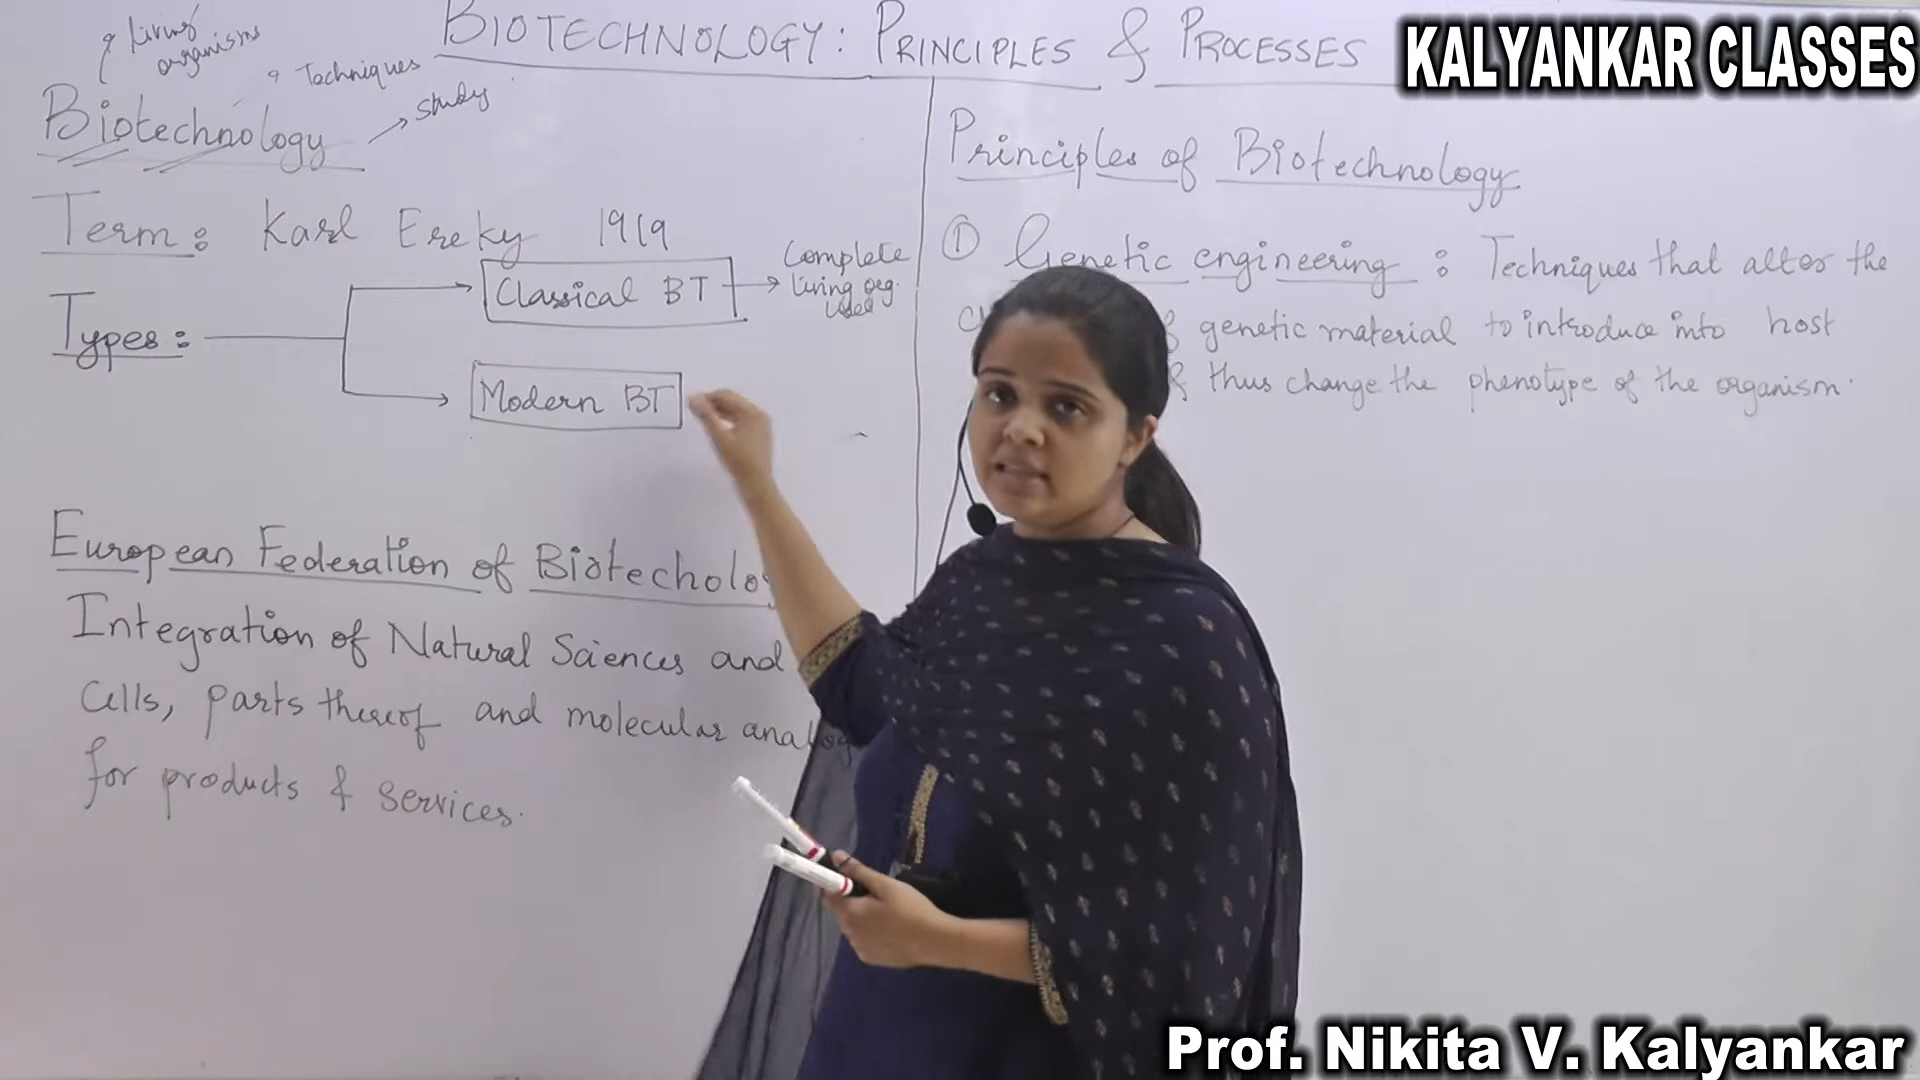 BIOTECHNOLOGY: PRINCIPLES & PROCESSES
KALYANKAR CLASSES
living
organisms
Techniques
study
Biotechnology
Term: Karl Ereky 1919
Types:
Classical BT
Complete
living org.
used
Modern BT
European Federation of Biotecholo
Integration of Natural Sciences and
Cells, parts thereof and molecular analog
for products & services.
Principles of Biotechnology
① Genetic engineering : Techniques that alter the
genetic material to introduce into host
& thus change the phenotype of the organism.
Prof. Nikita V. Kalyankar